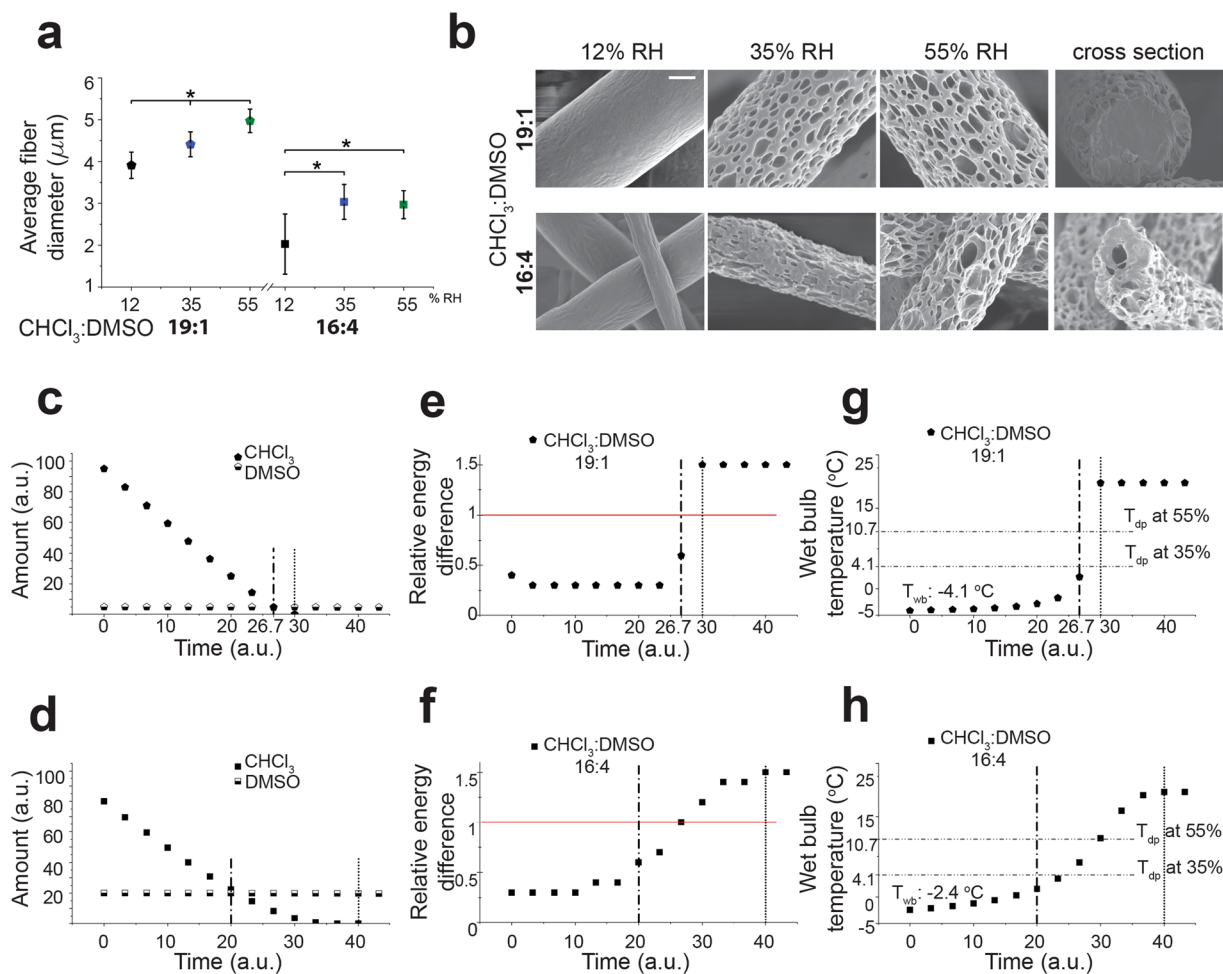 a
6
5
4
3
2
1
Average fiber
diameter (μm)
*
*
*
12 35 55 12 35 55 % RH
CHCl3:DMSO 19:1 16:4
b
12% RH 35% RH 55% RH cross section
CHCl3:DMSO
19:1
16:4
c
CHCl3
DMSO
100
80
60
40
20
Amount (a.u.)
0 10 20 26.7 30 40
Time (a.u.)
e
CHCl3:DMSO
19:1
1.5
1
0.5
0
Relative energy
difference
0 10 20 26.7 30 40
Time (a.u.)
g
CHCl3:DMSO
19:1
25
15
10.7
4.1
0
-5
Wet bulb
temperature (°C)
Tdp at 55%
Tdp at 35%
Twb: -4.1 °C
0 10 20 26.7 30 40
Time (a.u.)
d
CHCl3
DMSO
100
80
60
40
20
Amount (a.u.)
0 10 20 30 40
Time (a.u.)
f
CHCl3:DMSO
16:4
1.5
1
0.5
0
Relative energy
difference
0 10 20 30 40
Time (a.u.)
h
CHCl3:DMSO
16:4
25
15
10.7
4.1
0
-5
Wet bulb
temperature (°C)
Tdp at 55%
Tdp at 35%
Twb: -2.4 °C
0 10 20 30 40
Time (a.u.)